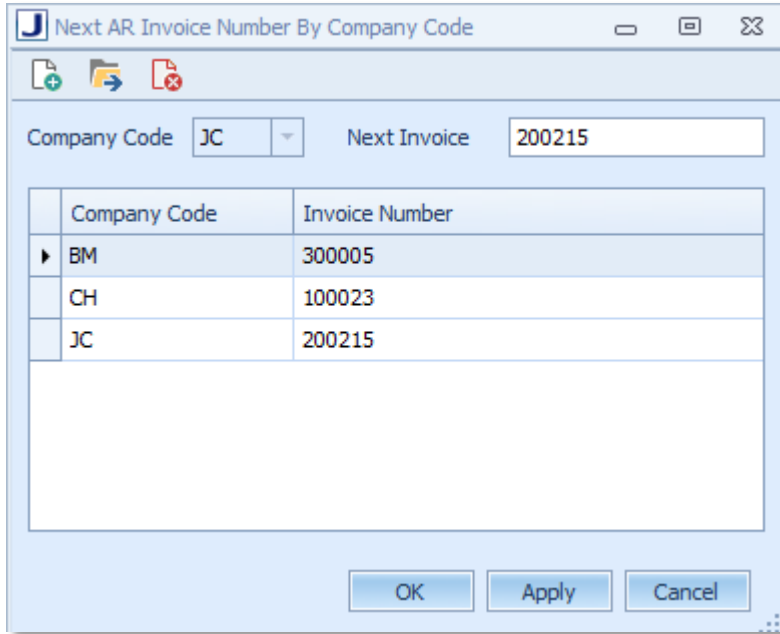 J Next AR Invoice Number By Company Code
Company Code JC Next Invoice 200215
Company Code Invoice Number
BM 300005
CH 100023
JC 200215
OK Apply Cancel